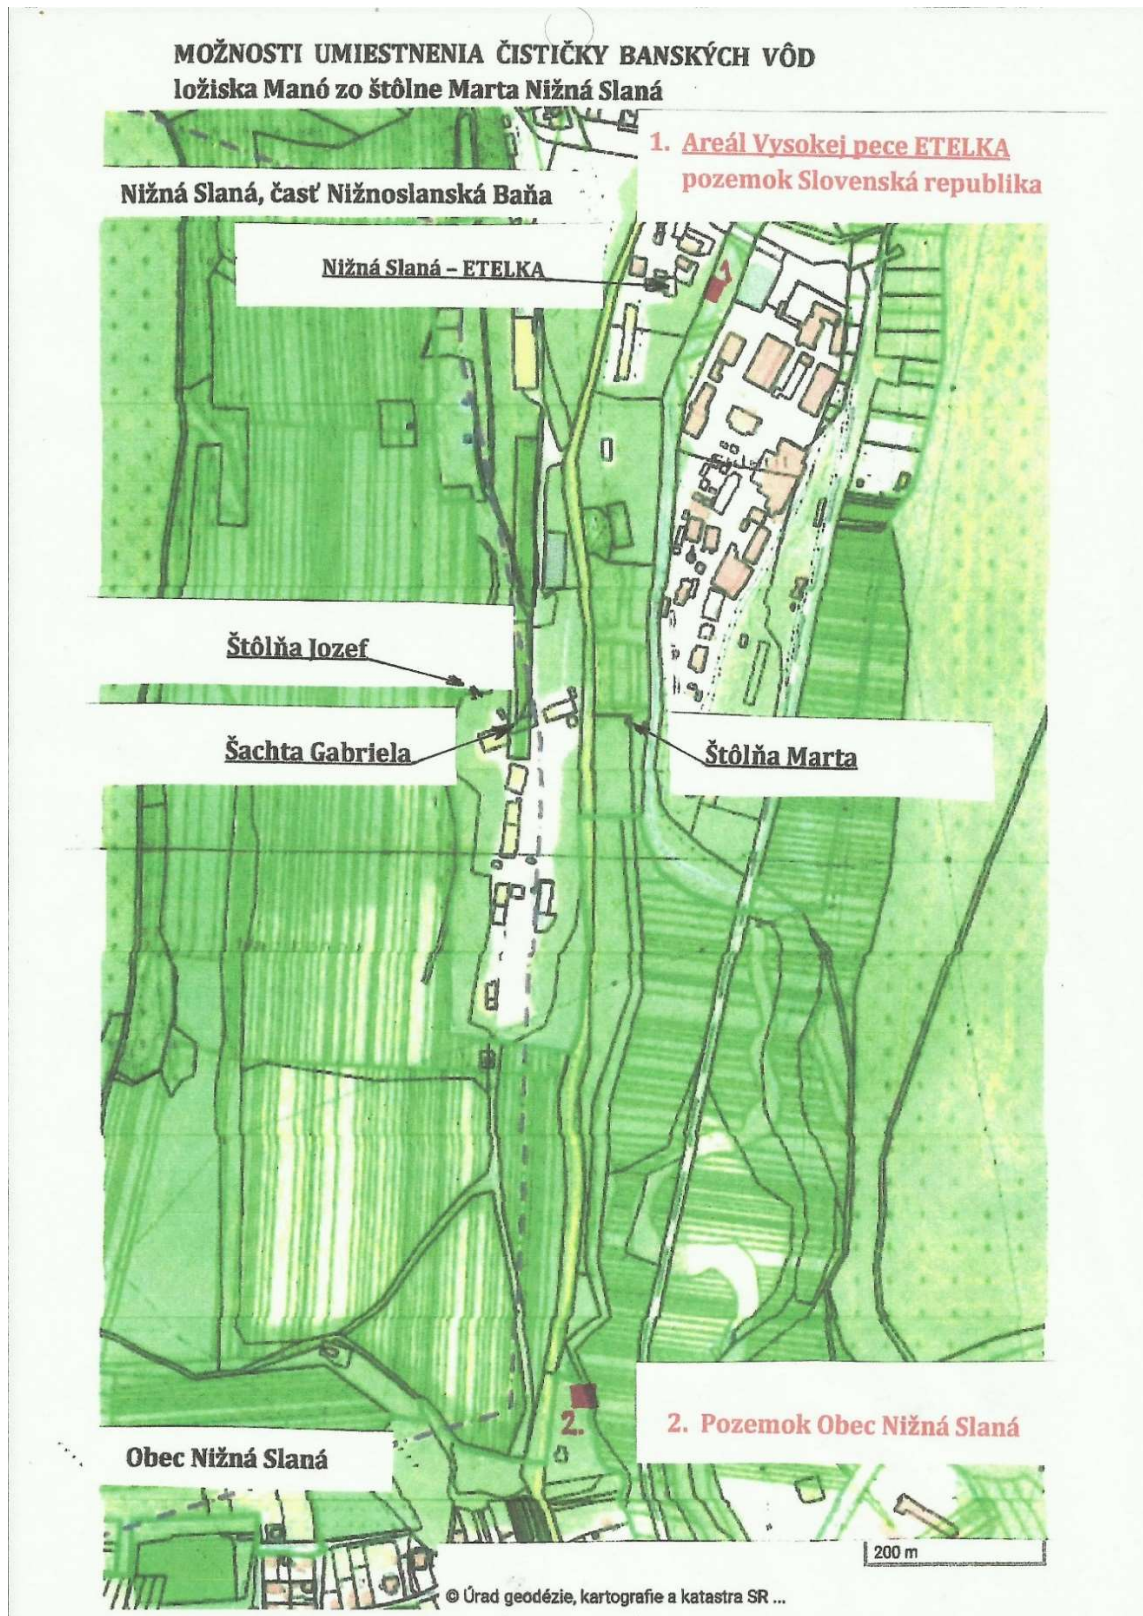 MOŽNOSTI UMIESTNENIA ČISTIČKY BANSKÝCH VÔD
ložiska Manó zo štôlne Marta Nižná Slaná
1. Areál Vysokej pece ETELKA
pozemok Slovenská republika
Nižná Slaná, časť Nižnoslanská Baňa
Nižná Slaná – ETELKA
1
Štôlňa Jozef
Šachta Gabriela
Štôlňa Marta
2.
2. Pozemok Obec Nižná Slaná
Obec Nižná Slaná
200 m
© Úrad geodézie, kartografie a katastra SR ...